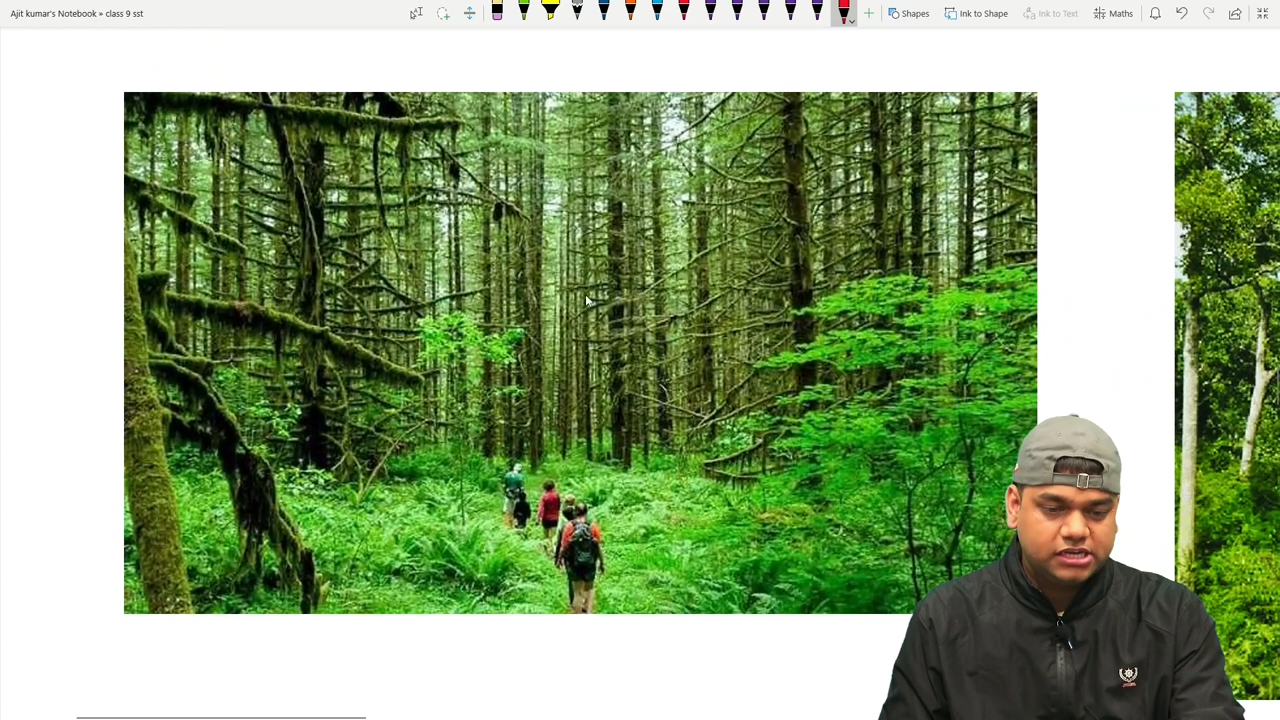 Ajit kumar's Notebook » class 9 sst
Shapes
Ink to Shape
Ink to Text
Maths